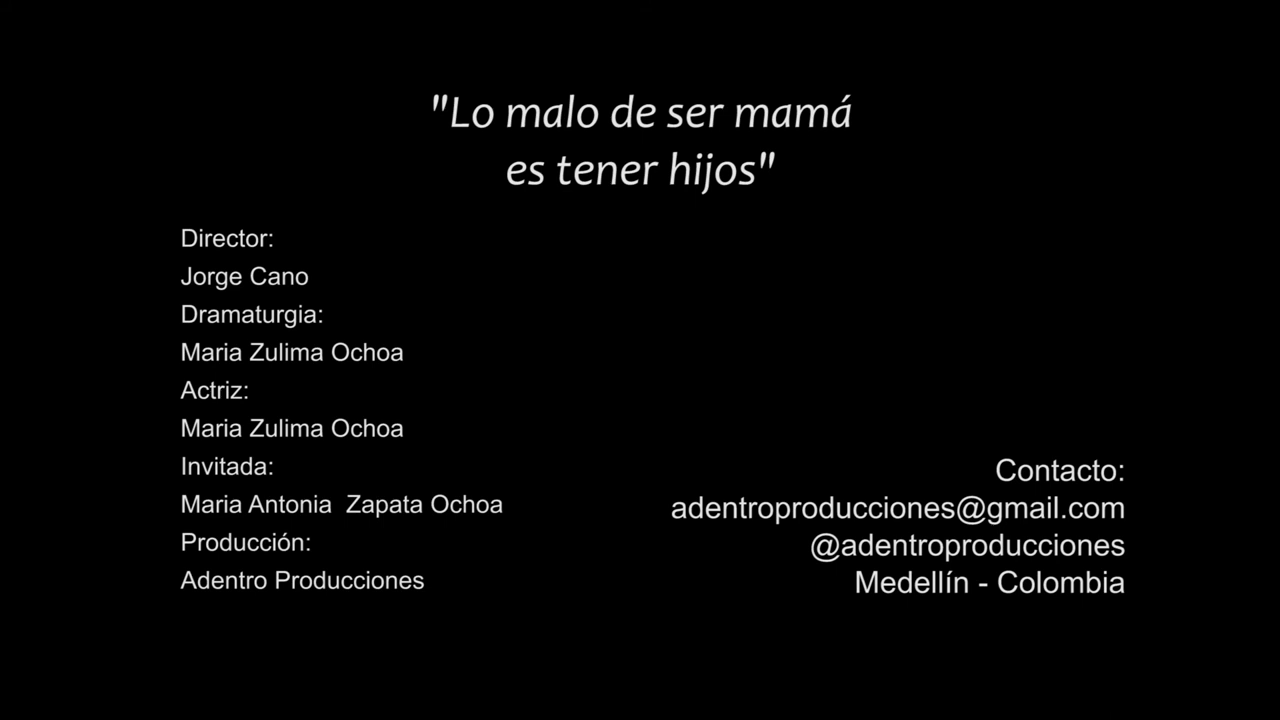 "Lo malo de ser mamá
es tener hijos"
Director:
Jorge Cano
Dramaturgia:
Maria Zulima Ochoa
Actriz:
Maria Zulima Ochoa
Invitada:
Maria Antonia  Zapata Ochoa
Producción:
Adentro Producciones
Contacto:
adentroproducciones@gmail.com
@adentroproducciones
Medellín - Colombia